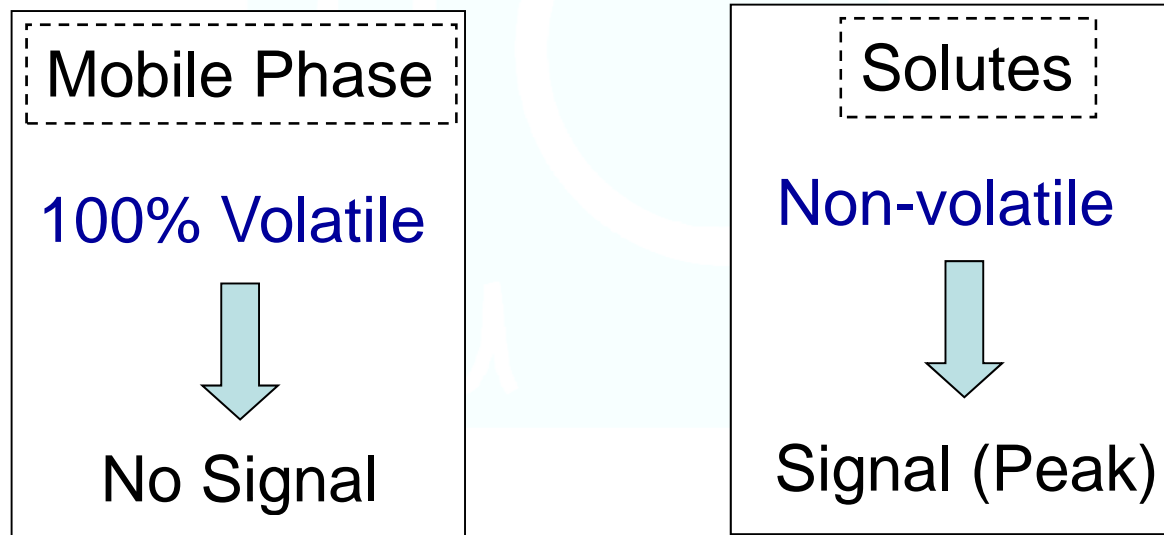 Mobile Phase
100% Volatile
No Signal
Solutes
Non-volatile
Signal (Peak)